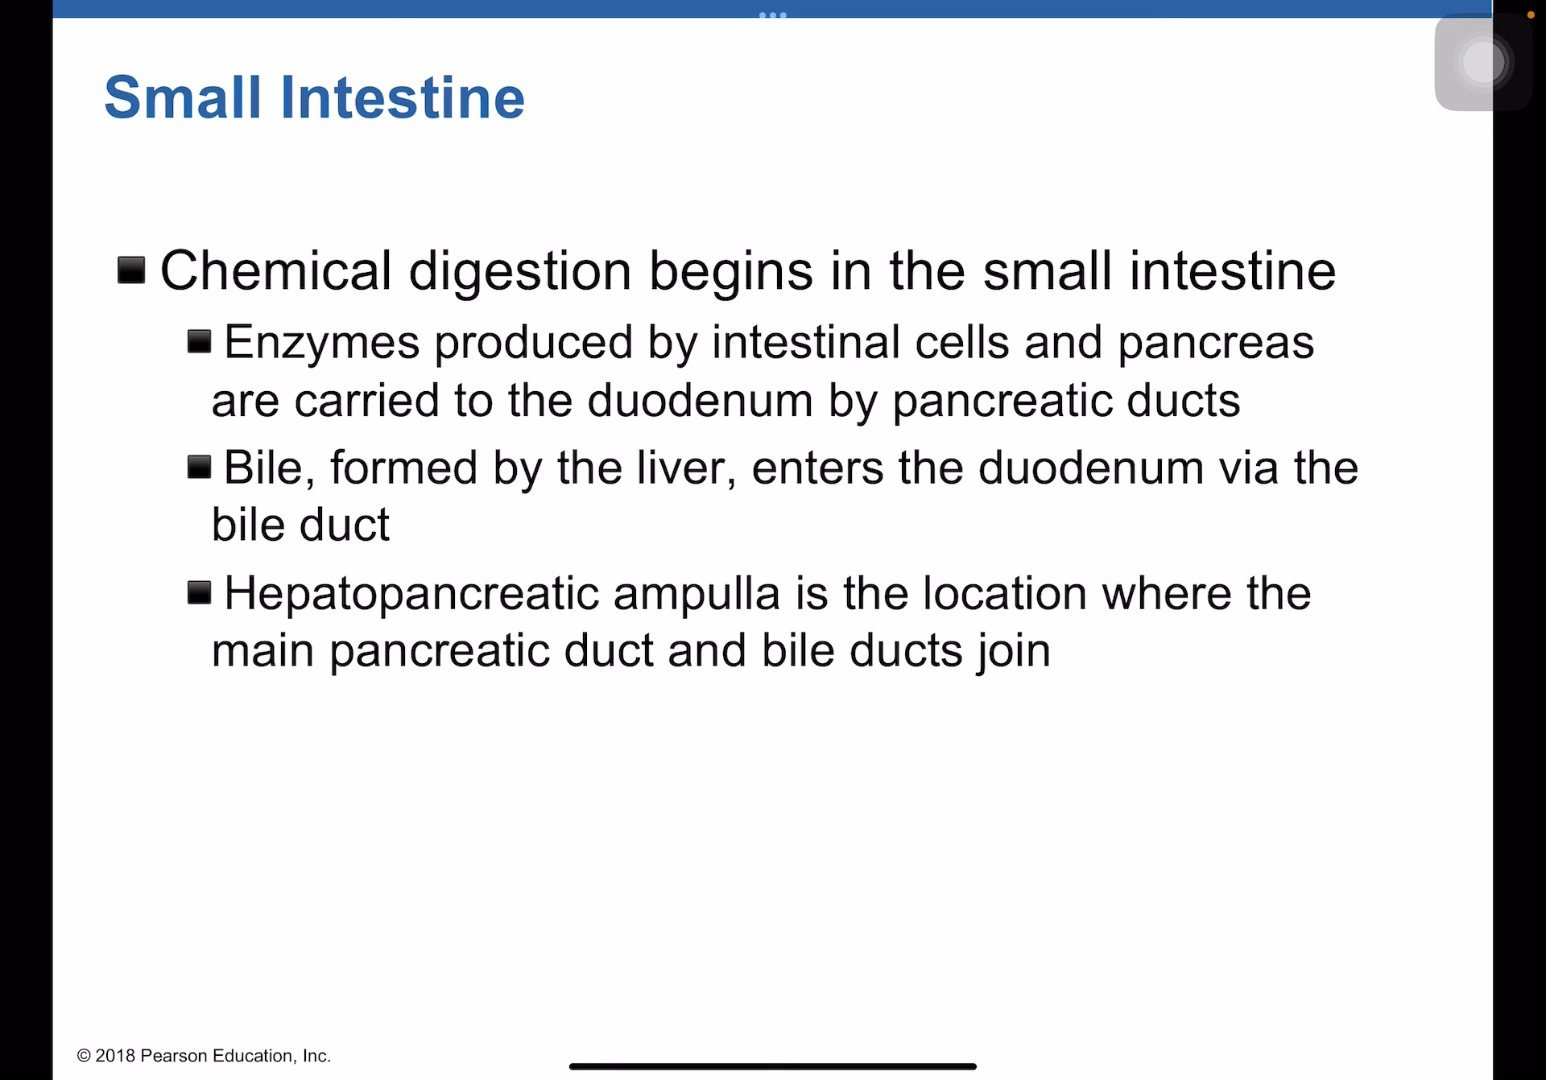 Small Intestine
Chemical digestion begins in the small intestine
Enzymes produced by intestinal cells and pancreas
are carried to the duodenum by pancreatic ducts
Bile, formed by the liver, enters the duodenum via the
bile duct
Hepatopancreatic ampulla is the location where the
main pancreatic duct and bile ducts join
© 2018 Pearson Education, Inc.